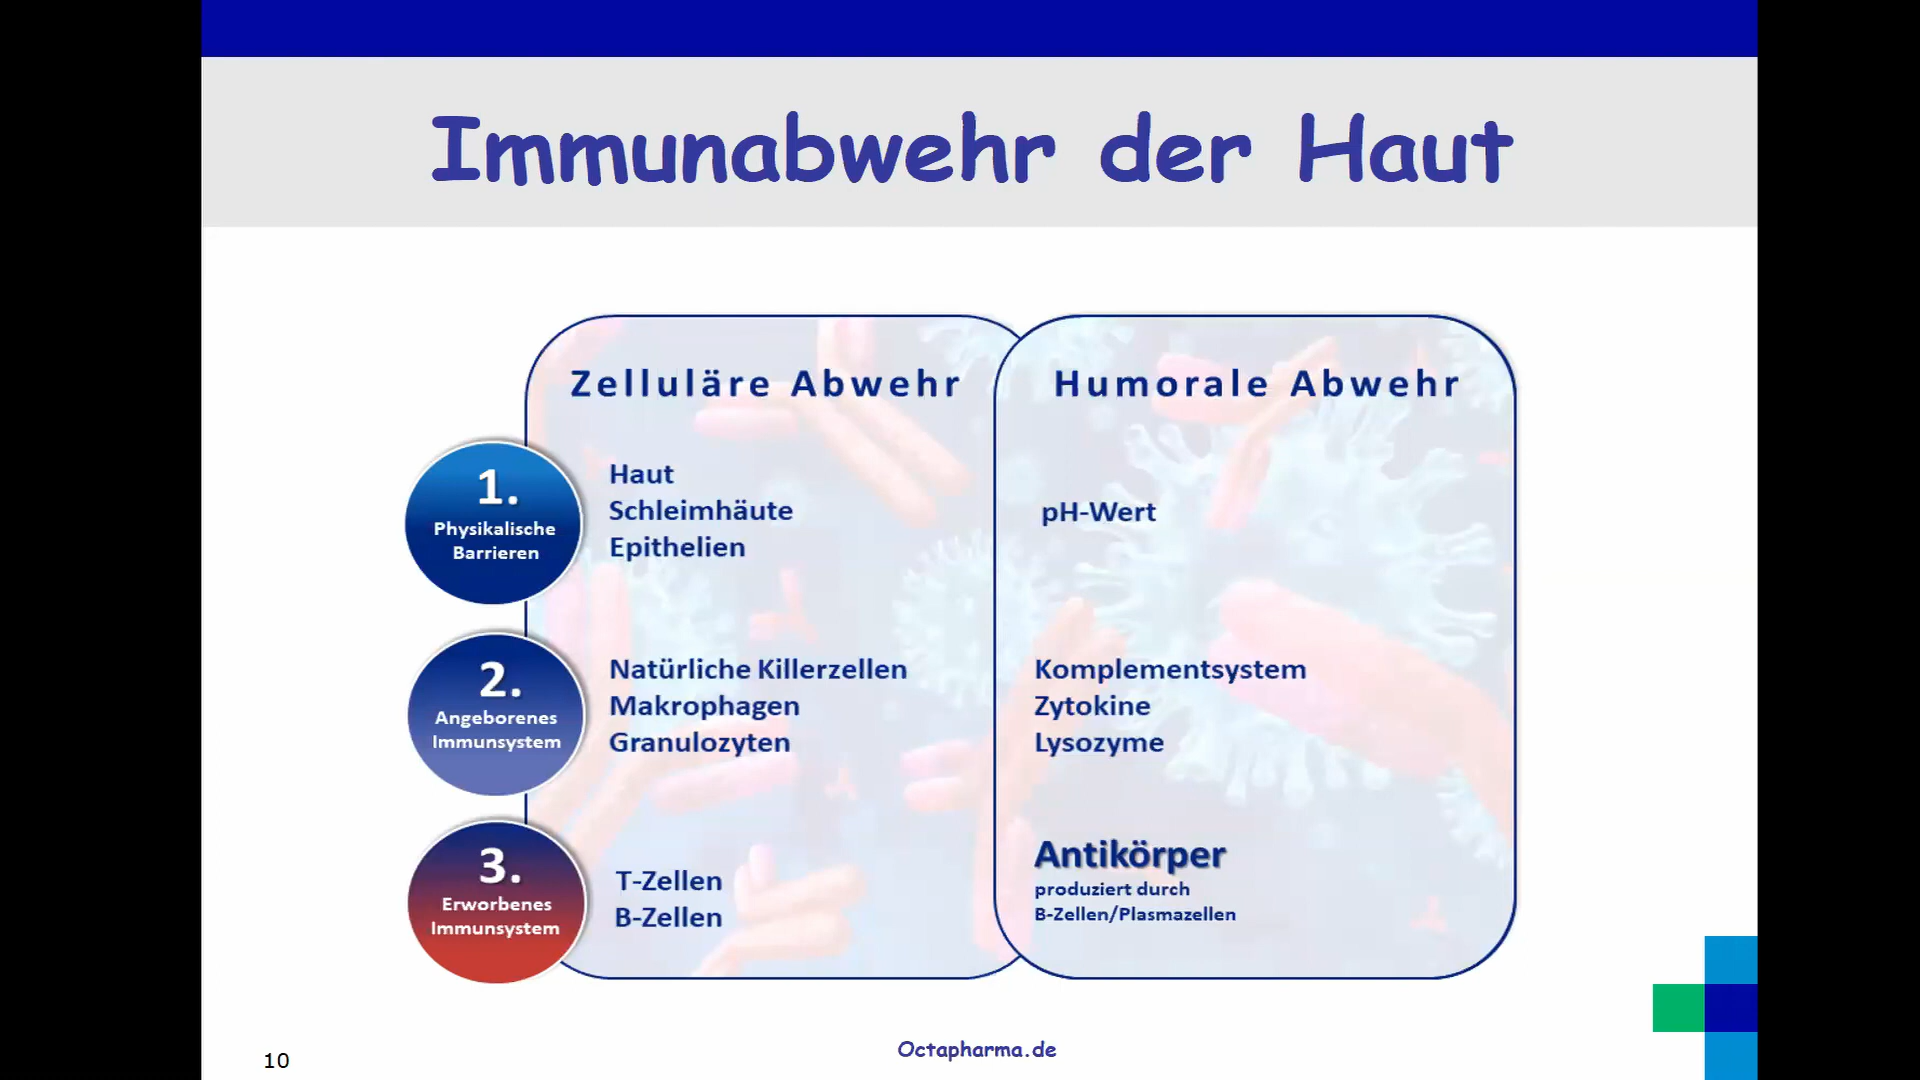 Immunabwehr der Haut
Zelluläre Abwehr
Humorale Abwehr
1.
Physikalische
Barrieren
Haut
Schleimhäute
Epithelien
pH-Wert
2.
Angeborenes
Immunsystem
Natürliche Killerzellen
Makrophagen
Granulozyten
Komplementsystem
Zytokine
Lysozyme
3.
Erworbenes
Immunsystem
T-Zellen
B-Zellen
Antikörper
produziert durch
B-Zellen/Plasmazellen
10
Octapharma.de